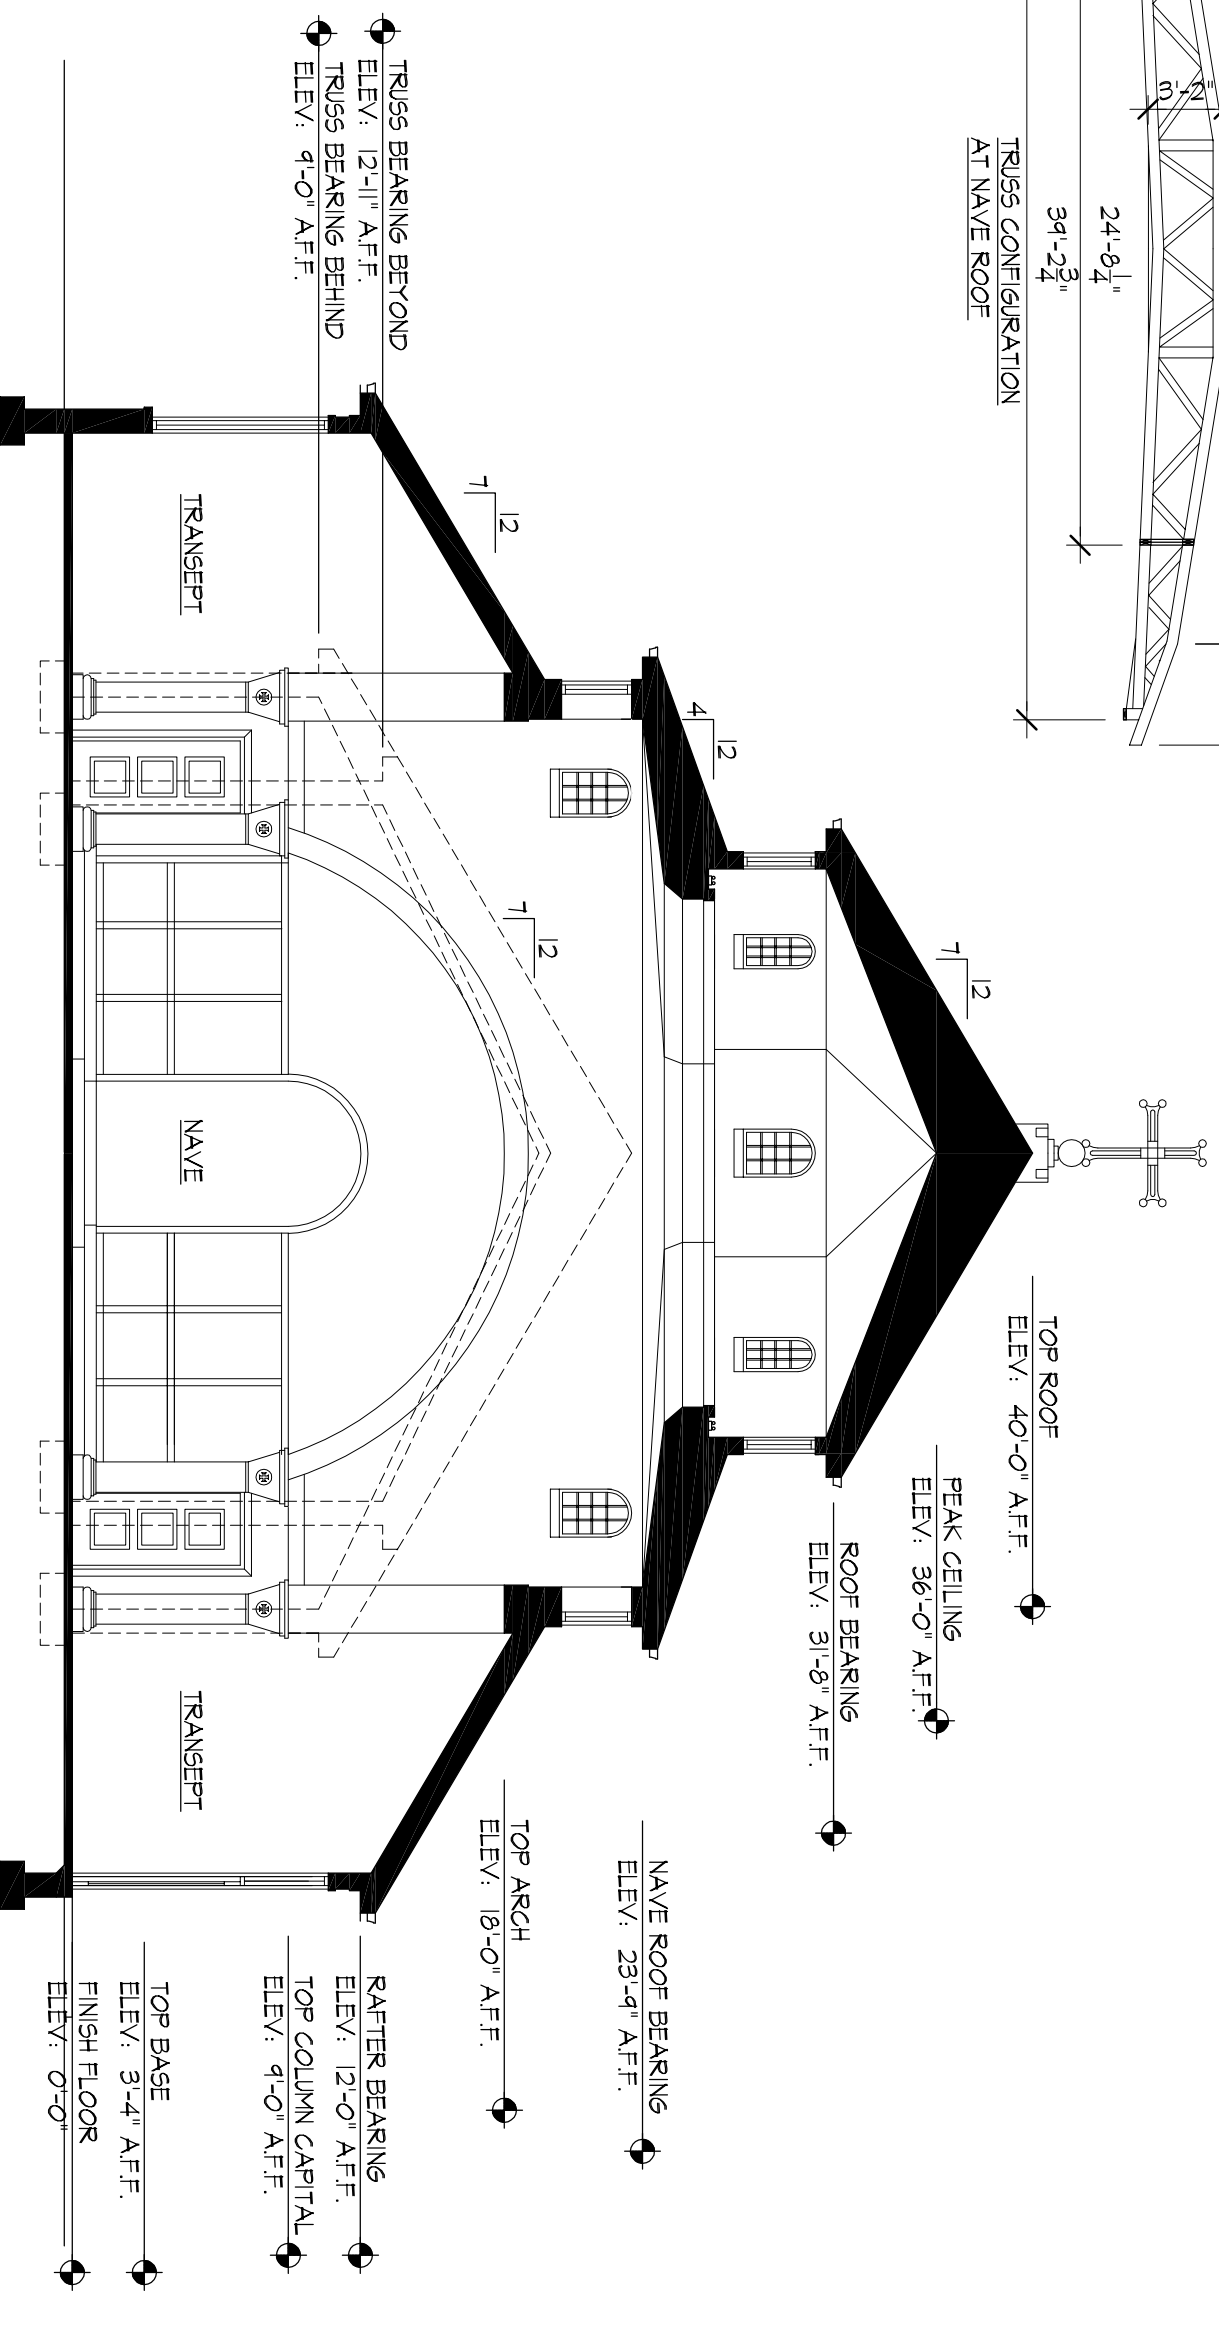 3'-2"
24'-8 1/4"
39'-2 3/4"
TRUSS CONFIGURATION
AT NAVE ROOF
12
7
TOP ROOF
ELEV: 40'-0" A.F.F.
PEAK CEILING
ELEV: 36'-0" A.F.F.
ROOF BEARING
ELEV: 31'-8" A.F.F.
12
4
NAVE ROOF BEARING
ELEV: 23'-9" A.F.F.
12
7
12
7
TOP ARCH
ELEV: 18'-0" A.F.F.
TRUSS BEARING BEYOND
ELEV: 12'-11" A.F.F.
TRUSS BEARING BEHIND
ELEV: 9'-0" A.F.F.
RAFTER BEARING
ELEV: 12'-0" A.F.F.
TOP COLUMN CAPITAL
ELEV: 9'-0" A.F.F.
TRANSEPT
NAVE
TRANSEPT
TOP BASE
ELEV: 3'-4" A.F.F.
FINISH FLOOR
ELEV: 0'-0"